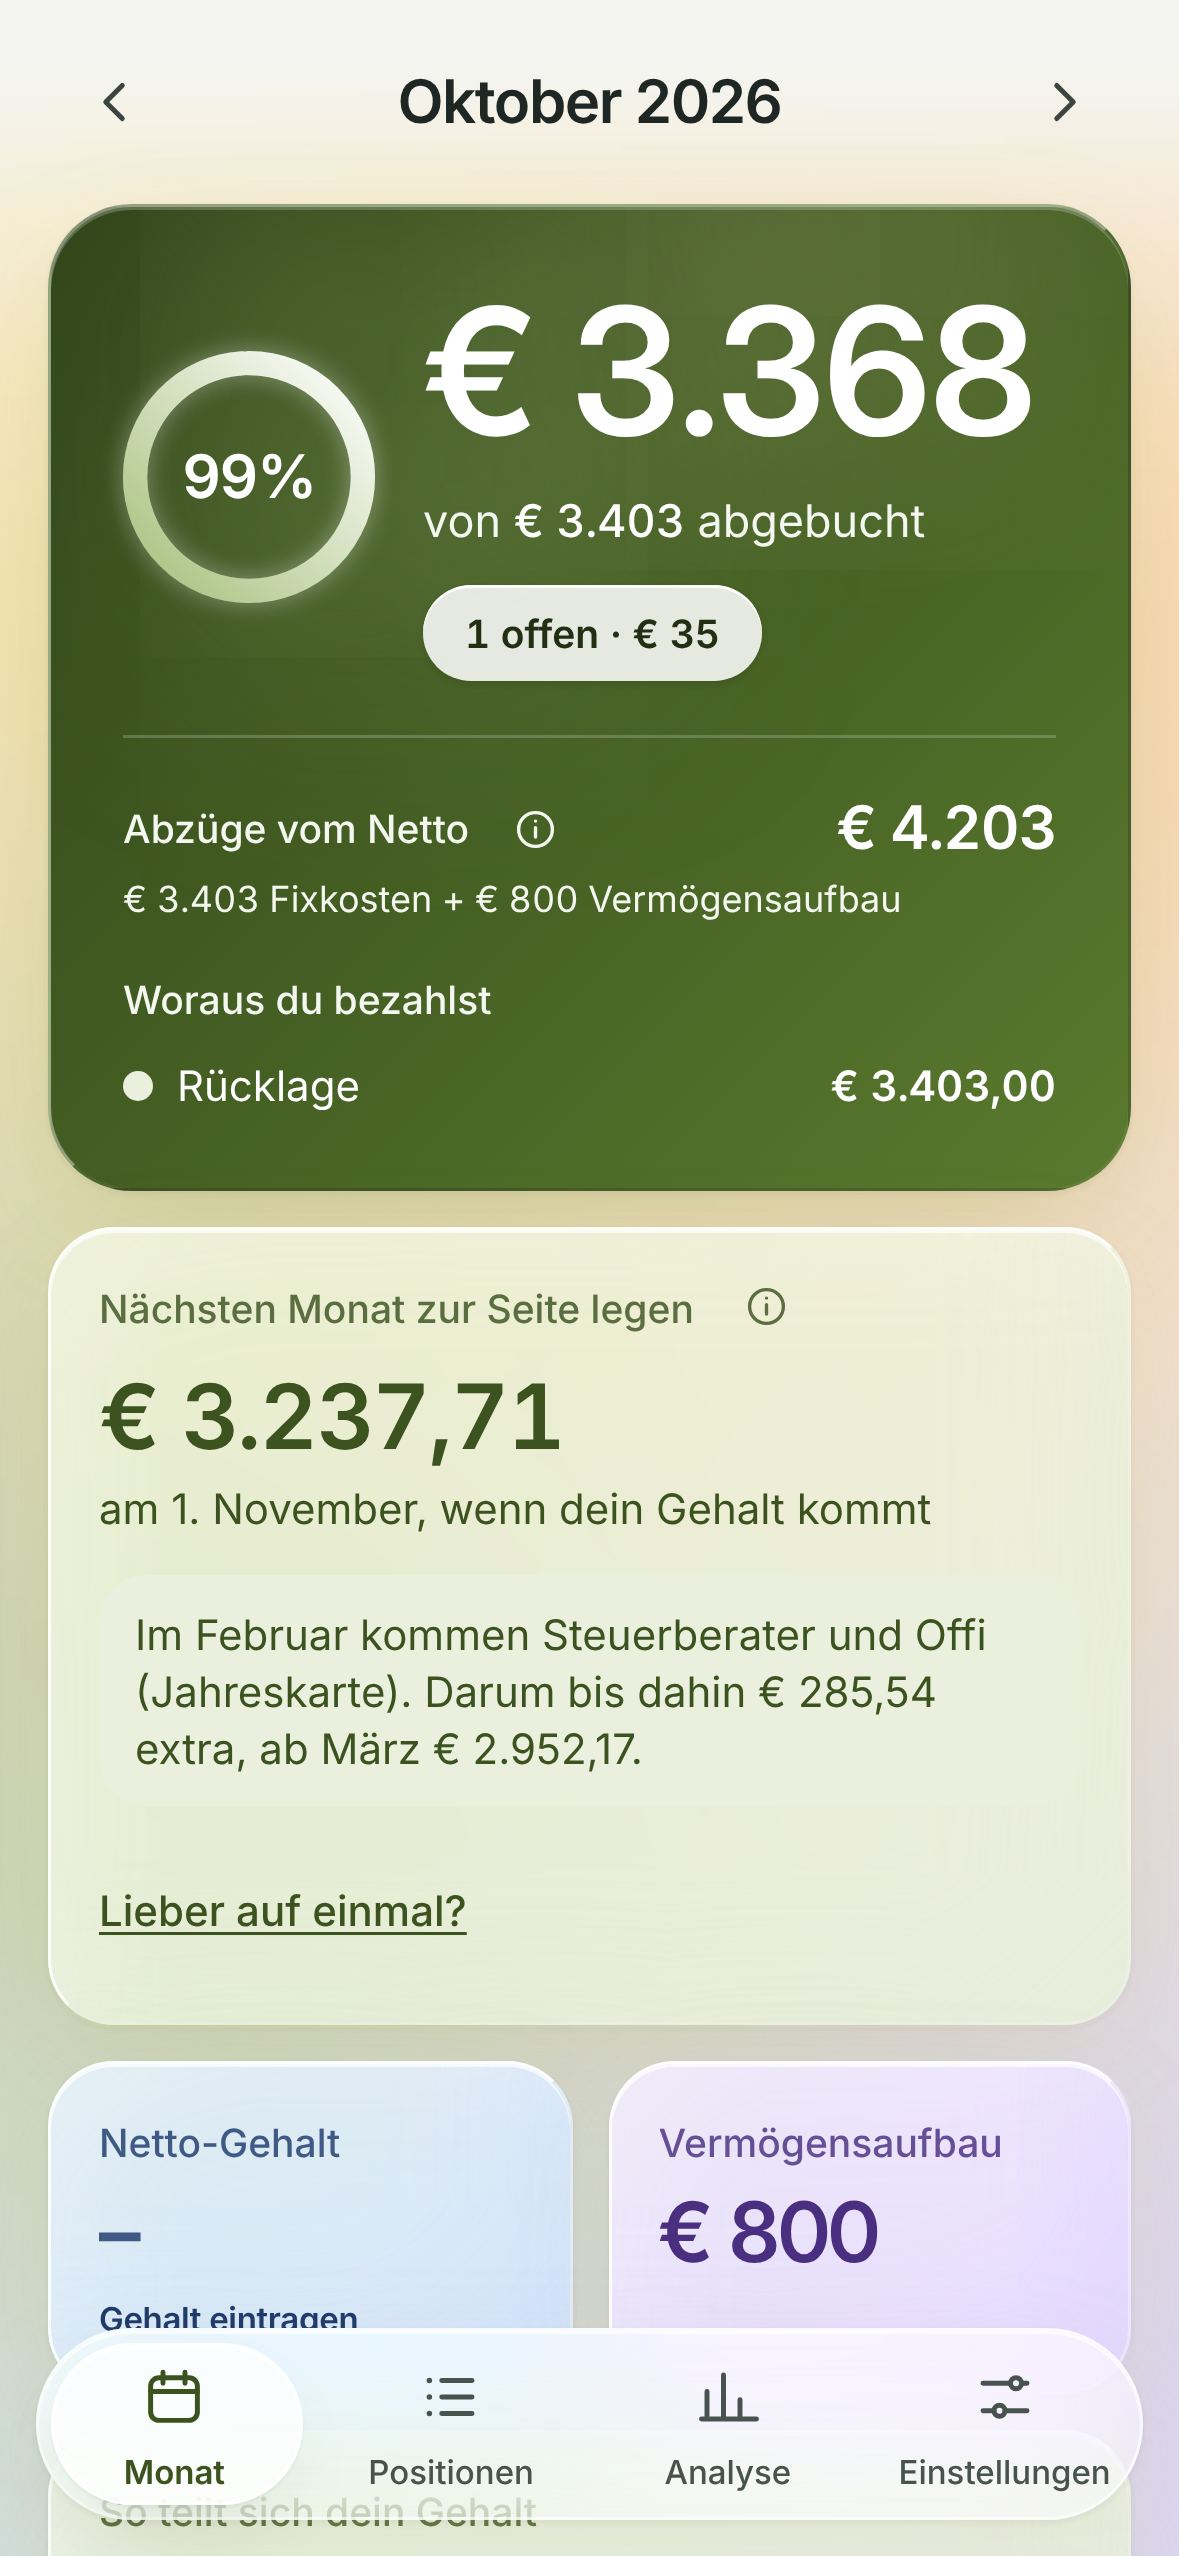 Oktober 2026
€ 3.368
99%
von € 3.403 abgebucht
1 offen · € 35
Abzüge vom Netto
€ 4.203
€ 3.403 Fixkosten + € 800 Vermögensaufbau
Woraus du bezahlst
Rücklage
€ 3.403,00
Nächsten Monat zur Seite legen
€ 3.237,71
am 1. November, wenn dein Gehalt kommt
Im Februar kommen Steuerberater und Offi
(Jahreskarte). Darum bis dahin € 285,54
extra, ab März € 2.952,17.
Lieber auf einmal?
Netto-Gehalt
–
Gehalt eintragen
Vermögensaufbau
€ 800
Monat
Positionen
Analyse
Einstellungen
So teilt sich dein Gehalt